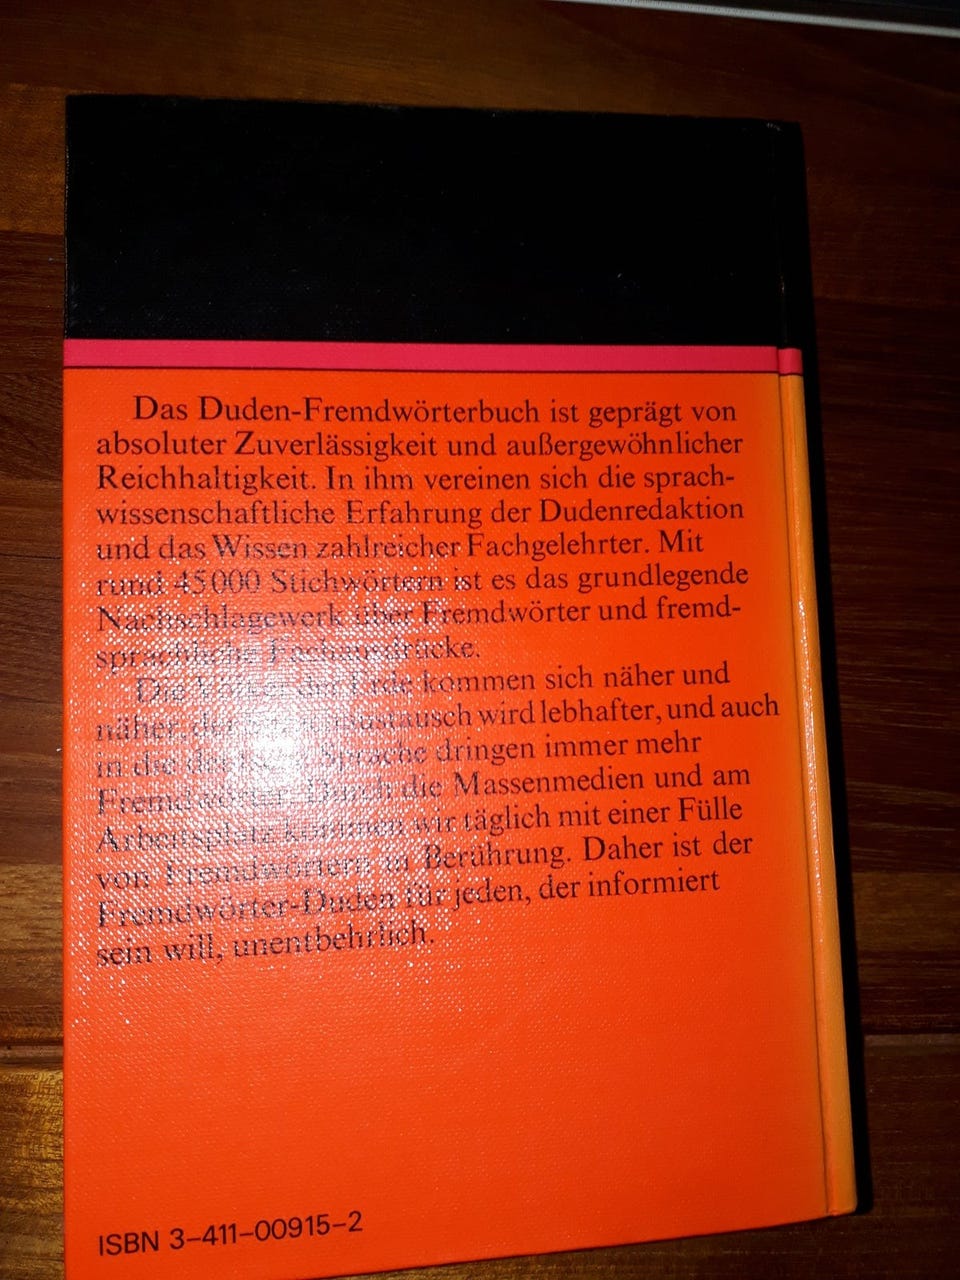 Das Duden-Fremdwörterbuch ist geprägt von
absoluter Zuverlässigkeit und außergewöhnlicher
Reichhaltigkeit. In ihm vereinen sich die sprach-
wissenschaftliche Erfahrung der Dudenredaktion
und das Wissen zahlreicher Fachgelehrter. Mit
rund 45000 Stichwörtern ist es das grundlegende
Nachschlagewerk über Fremdwörter und fremd-
sprachliche Fachausdrücke.
Die Völker der Erde kommen sich näher und
näher, der wird lebhafter, und auch
in die Sprache dringen immer mehr
Fremdwörter. Durch die Massenmedien und am
Arbeitsplatz kommen wir täglich mit einer Fülle
von Fremdwörtern in Berührung. Daher ist der
Fremdwörter-Duden für jeden, der informiert
sein will, unentbehrlich.
ISBN 3-411-00915-2